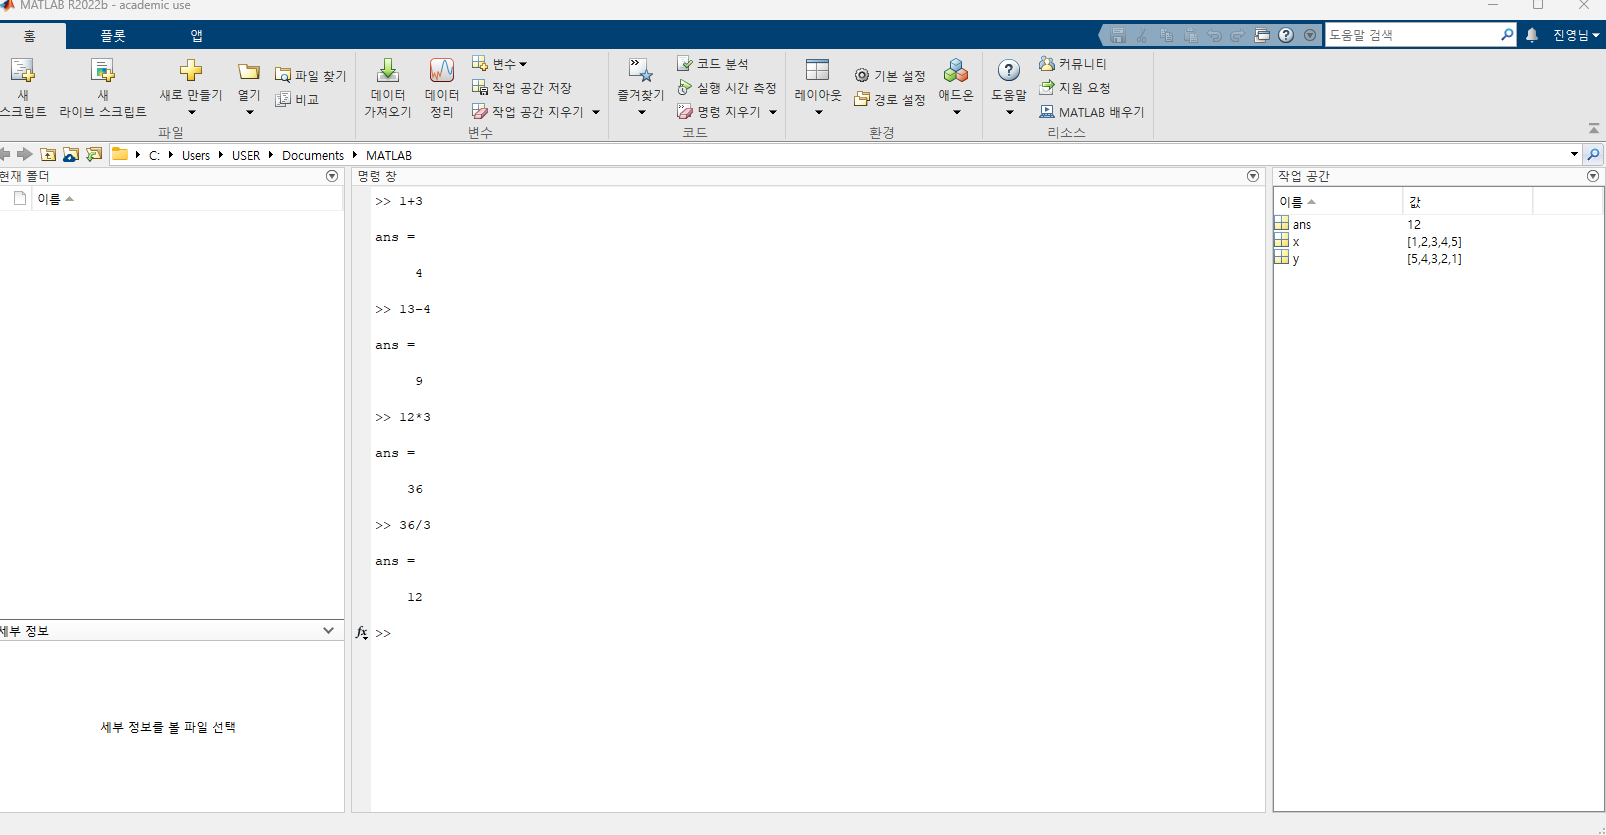 MATLAB R2022b - academic use
홈 플롯 앱
도움말 검색
진영님
새
스크립트
새
라이브 스크립트
새로 만들기
열기
파일 찾기
비교
파일
데이터
가져오기
데이터
정리
변수
작업 공간 저장
작업 공간 지우기
변수
즐겨찾기
코드 분석
실행 시간 측정
명령 지우기
코드
레이아웃
기본 설정
경로 설정
애드온
환경
도움말
커뮤니티
지원 요청
MATLAB 배우기
리소스
C: Users USER Documents MATLAB
현재 폴더
이름
세부 정보
세부 정보를 볼 파일 선택
명령 창
>> 1+3
ans =
4
>> 13-4
ans =
9
>> 12*3
ans =
36
>> 36/3
ans =
12
fx >>
작업 공간
이름 값
ans 12
x [1,2,3,4,5]
y [5,4,3,2,1]